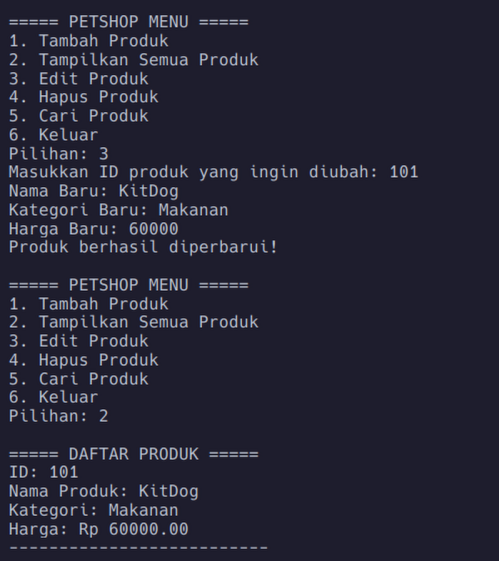 ===== PETSHOP MENU =====
1. Tambah Produk
2. Tampilkan Semua Produk
3. Edit Produk
4. Hapus Produk
5. Cari Produk
6. Keluar
Pilihan: 3
Masukkan ID produk yang ingin diubah: 101
Nama Baru: KitDog
Kategori Baru: Makanan
Harga Baru: 60000
Produk berhasil diperbarui!

===== PETSHOP MENU =====
1. Tambah Produk
2. Tampilkan Semua Produk
3. Edit Produk
4. Hapus Produk
5. Cari Produk
6. Keluar
Pilihan: 2

===== DAFTAR PRODUK =====
ID: 101
Nama Produk: KitDog
Kategori: Makanan
Harga: Rp 60000.00
--------------------------